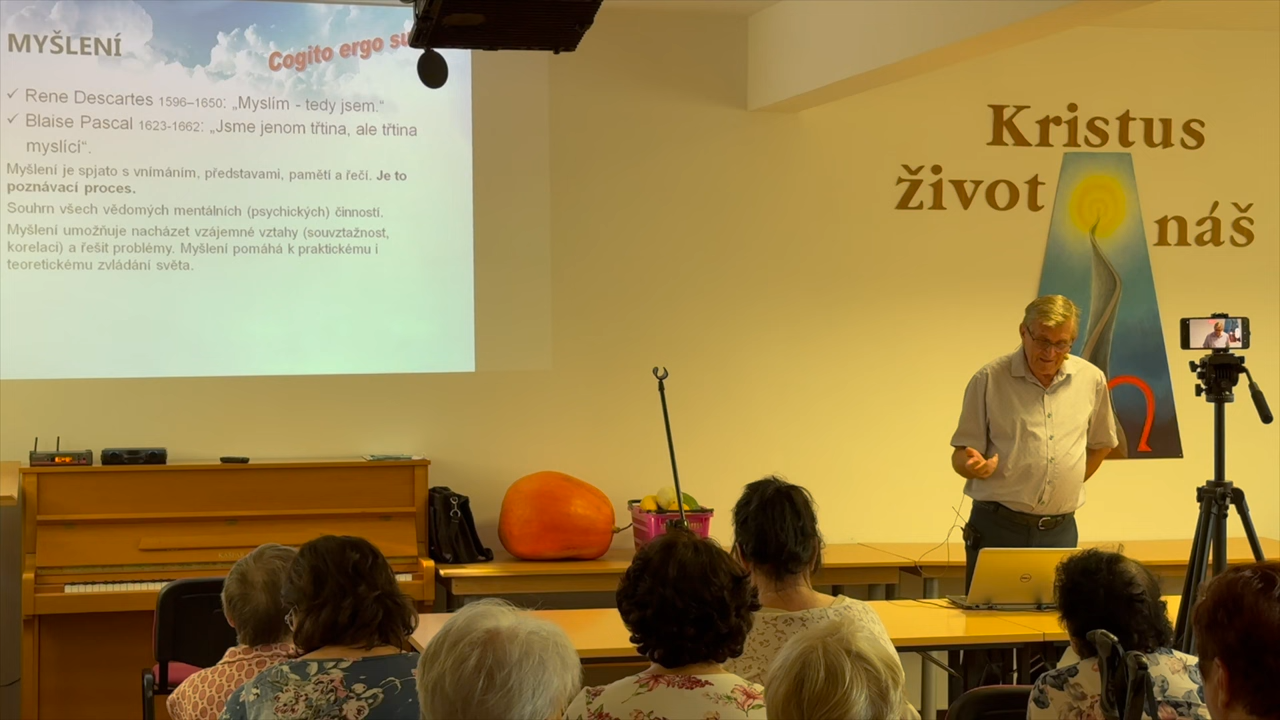 MYŠLENÍ
Cogito ergo su
✓ Rene Descartes 1596–1650: „Myslím - tedy jsem.“
✓ Blaise Pascal 1623-1662: „Jsme jenom třtina, ale třtina
myslící“.
Myšlení je spjato s vnímáním, představami, pamětí a řečí. Je to
poznávací proces.
Souhrn všech vědomých mentálních (psychických) činností.
Myšlení umožňuje nacházet vzájemné vztahy (souvztažnost,
korelaci) a řešit problémy. Myšlení pomáhá k praktickému i
teoretickému zvládání světa.
Kristus
život
náš
DELL